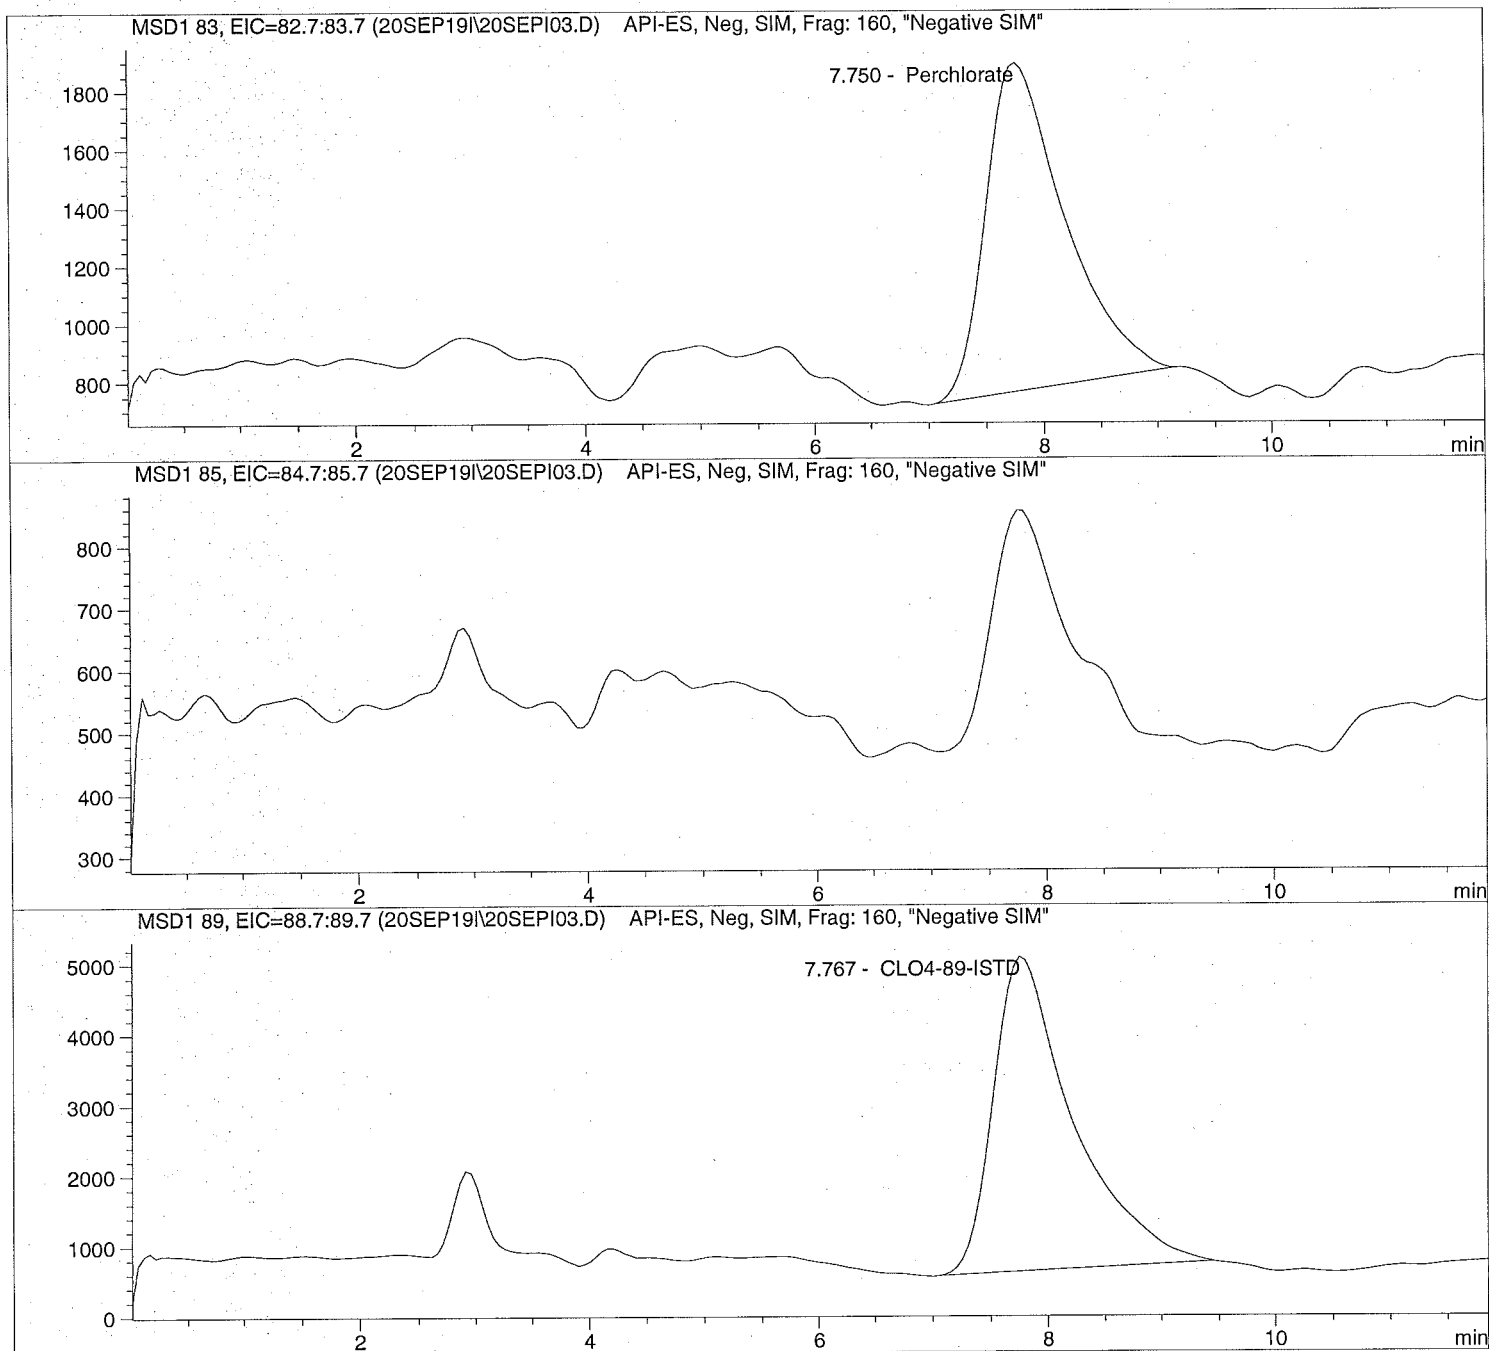 MSD1 83, EIC=82.7:83.7 (20SEP19I\20SEPI03.D) API-ES, Neg, SIM, Frag: 160, "Negative SIM"
7.750 - Perchlorate
1800
1600
1400
1200
1000
800
2 4 6 8 10 min
MSD1 85, EIC=84.7:85.7 (20SEP19I\20SEPI03.D) API-ES, Neg, SIM, Frag: 160, "Negative SIM"
800
700
600
500
400
300
2 4 6 8 10 min
MSD1 89, EIC=88.7:89.7 (20SEP19I\20SEPI03.D) API-ES, Neg, SIM, Frag: 160, "Negative SIM"
7.767 - CLO4-89-ISTD
5000
4000
3000
2000
1000
0
2 4 6 8 10 min